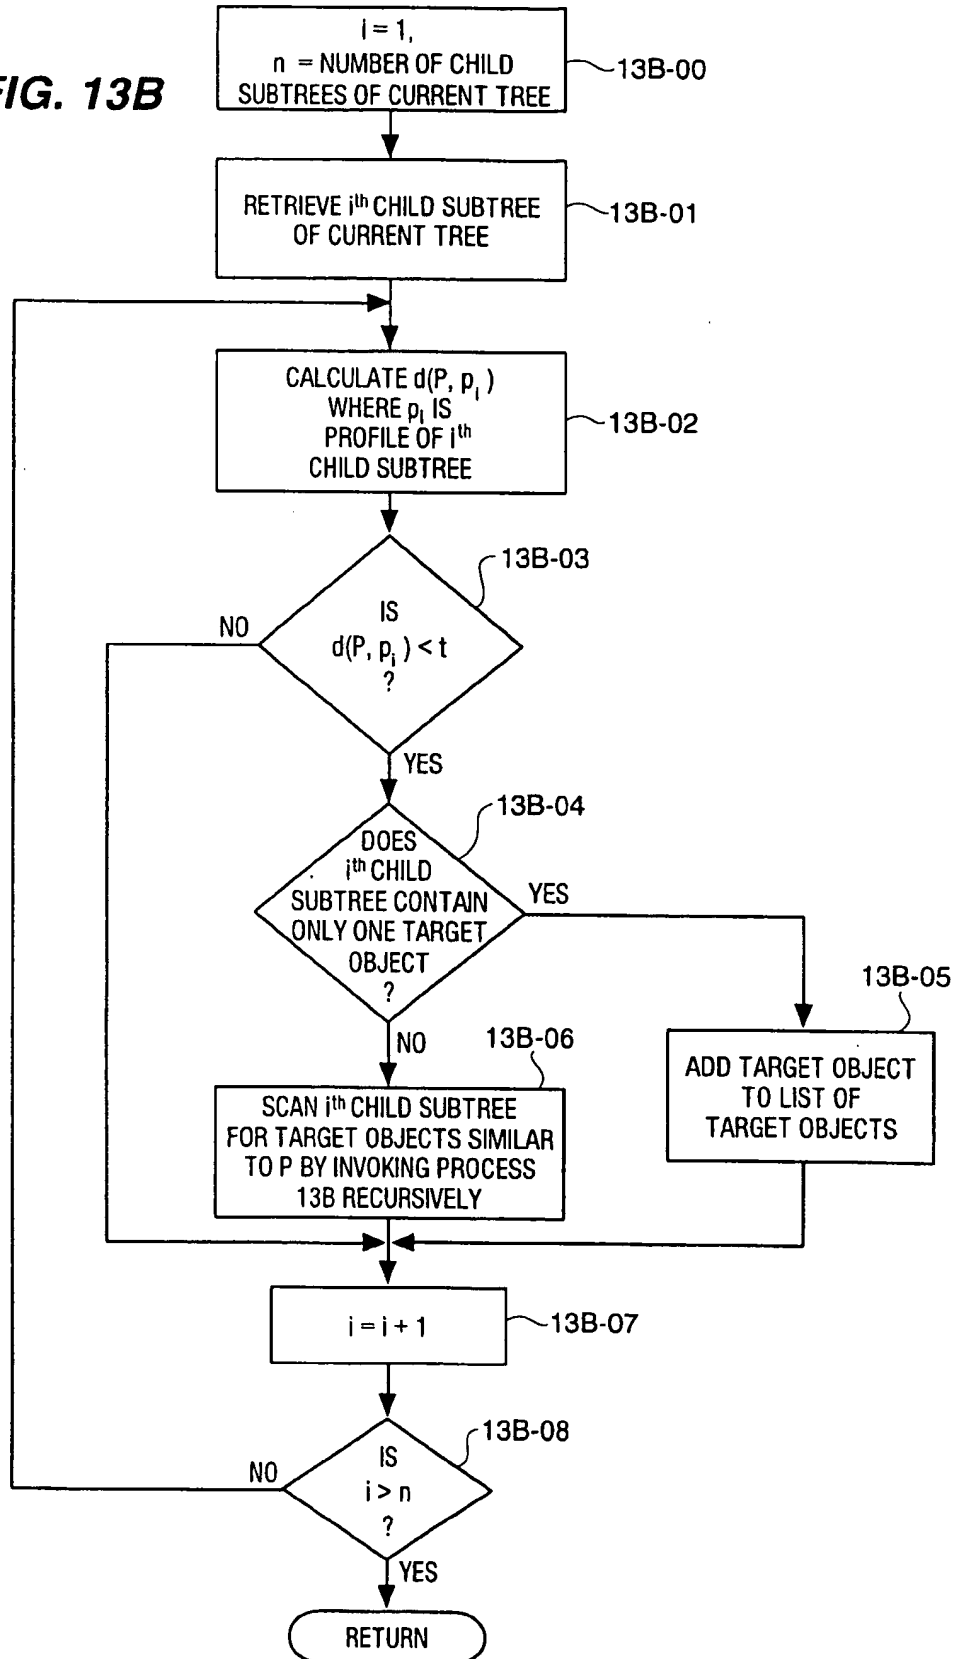 FIG. 13B
i = 1,
n = NUMBER OF CHILD
SUBTREES OF CURRENT TREE
13B-00
RETRIEVE ith CHILD SUBTREE
OF CURRENT TREE
13B-01
CALCULATE d(P, pi)
WHERE pi IS
PROFILE OF ith
CHILD SUBTREE
13B-02
13B-03
IS
d(P, pi) < t
?
NO
YES
13B-04
DOES
ith CHILD
SUBTREE CONTAIN
ONLY ONE TARGET
OBJECT
?
YES
NO
13B-05
ADD TARGET OBJECT
TO LIST OF
TARGET OBJECTS
13B-06
SCAN ith CHILD SUBTREE
FOR TARGET OBJECTS SIMILAR
TO P BY INVOKING PROCESS
13B RECURSIVELY
i = i + 1
13B-07
13B-08
IS
i > n
?
NO
YES
RETURN